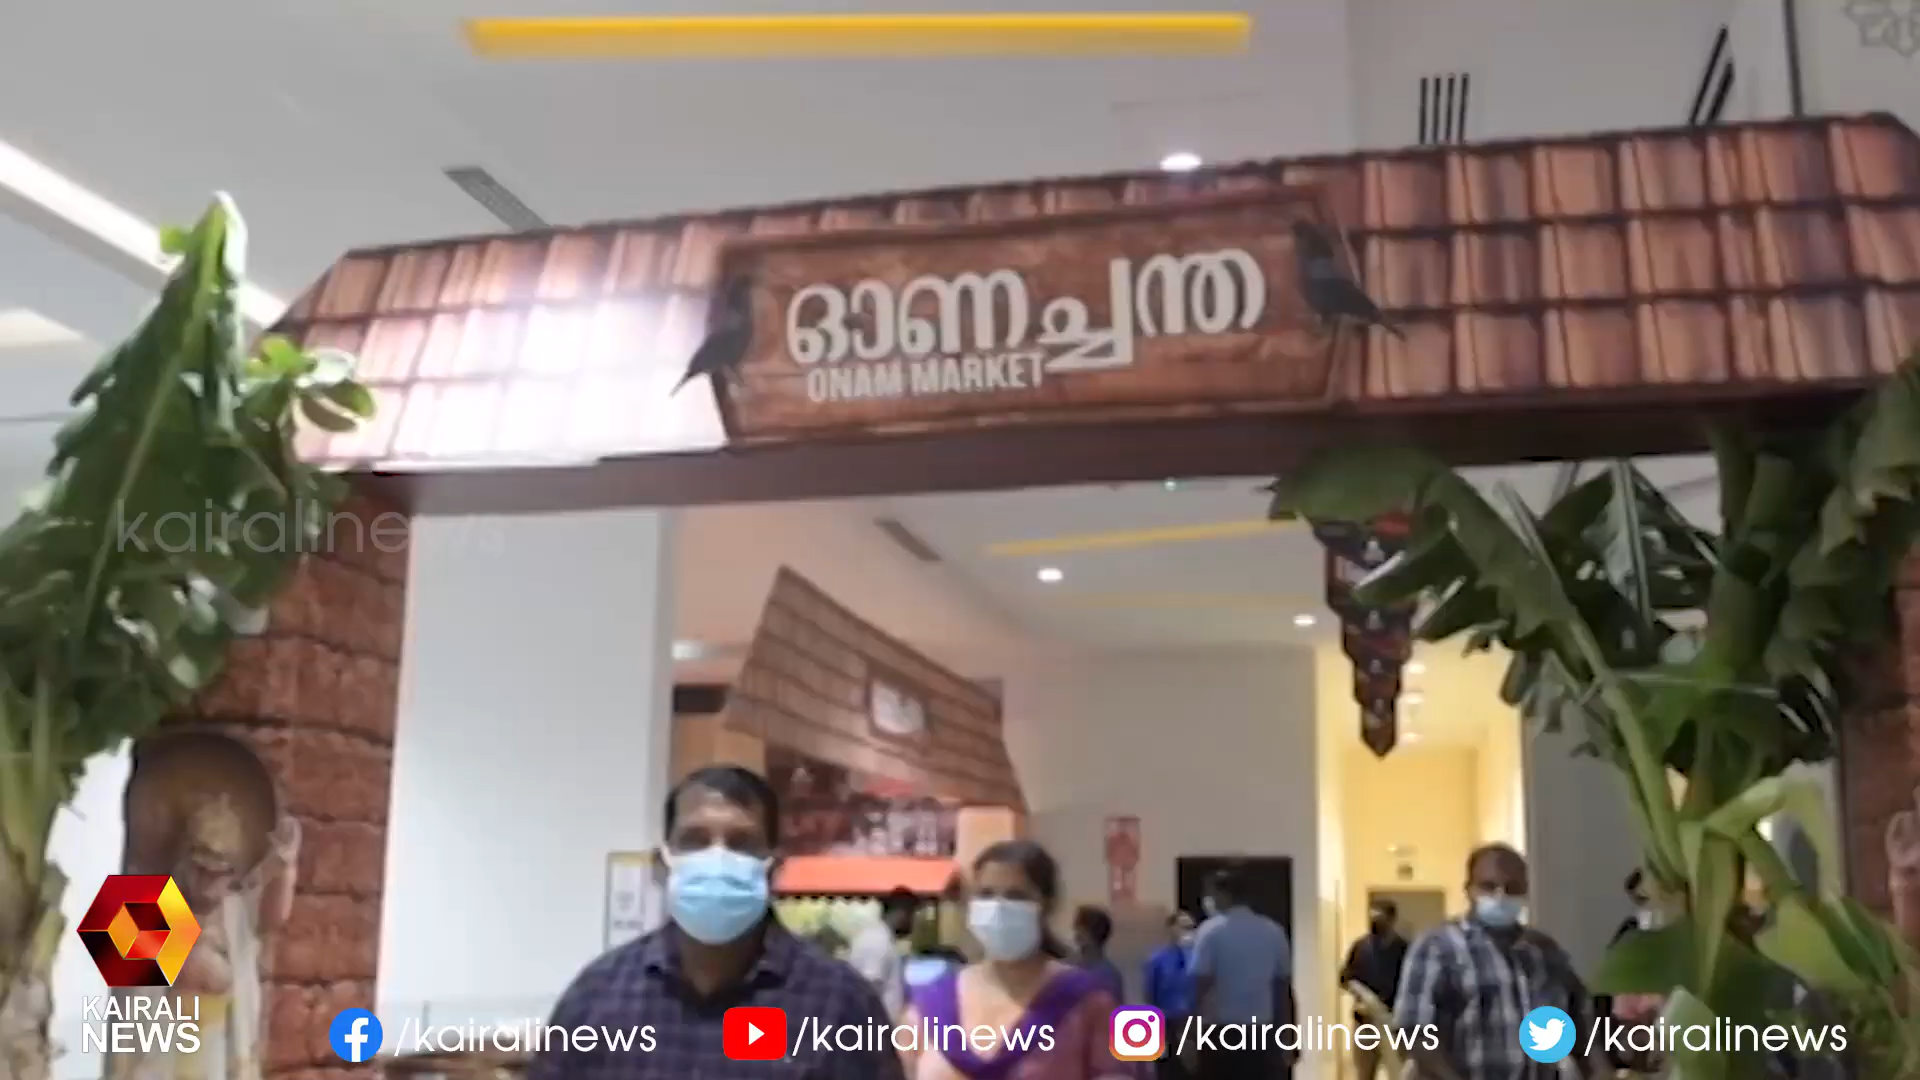 ഓണച്ചന്ത
ONAM MARKET
kairalinews
KAIRALI
NEWS
/kairalinews
/kairalinews
/kairalinews
/kairalinews